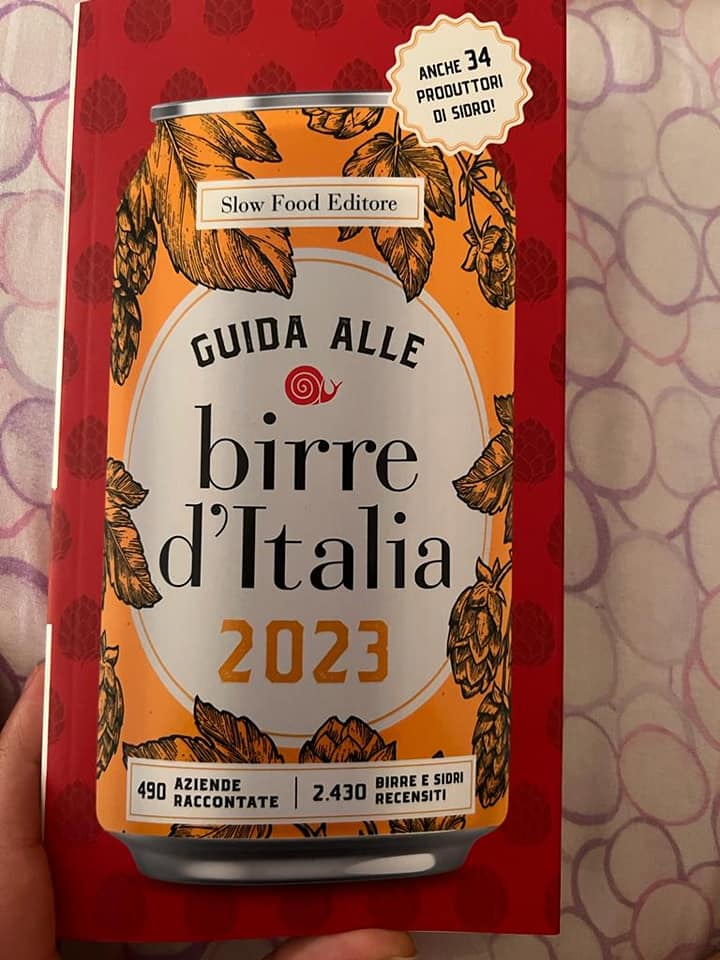 ANCHE 34
PRODUTTORI
DI SIDRO!
Slow Food Editore
GUIDA ALLE
birre
d'Italia
2023
490 AZIENDE
RACCONTATE
2.430 BIRRE E SIDRI
RECENSITI